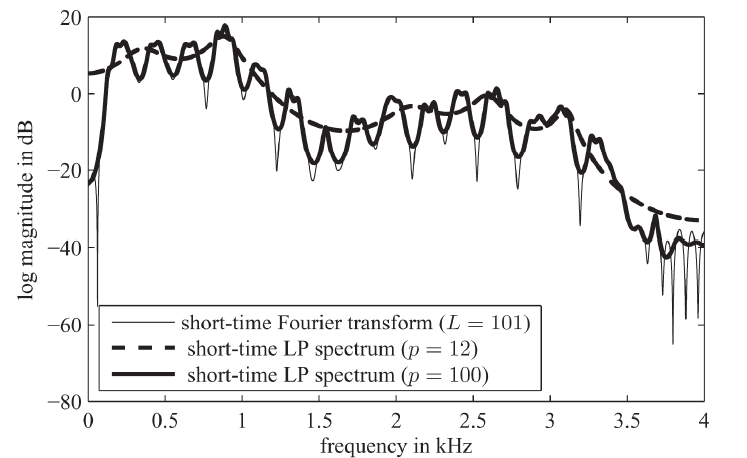 20
0
−20
−40
−60
−80
log magnitude in dB
short-time Fourier transform (L = 101)
short-time LP spectrum (p = 12)
short-time LP spectrum (p = 100)
0 0.5 1 1.5 2 2.5 3 3.5 4
frequency in kHz